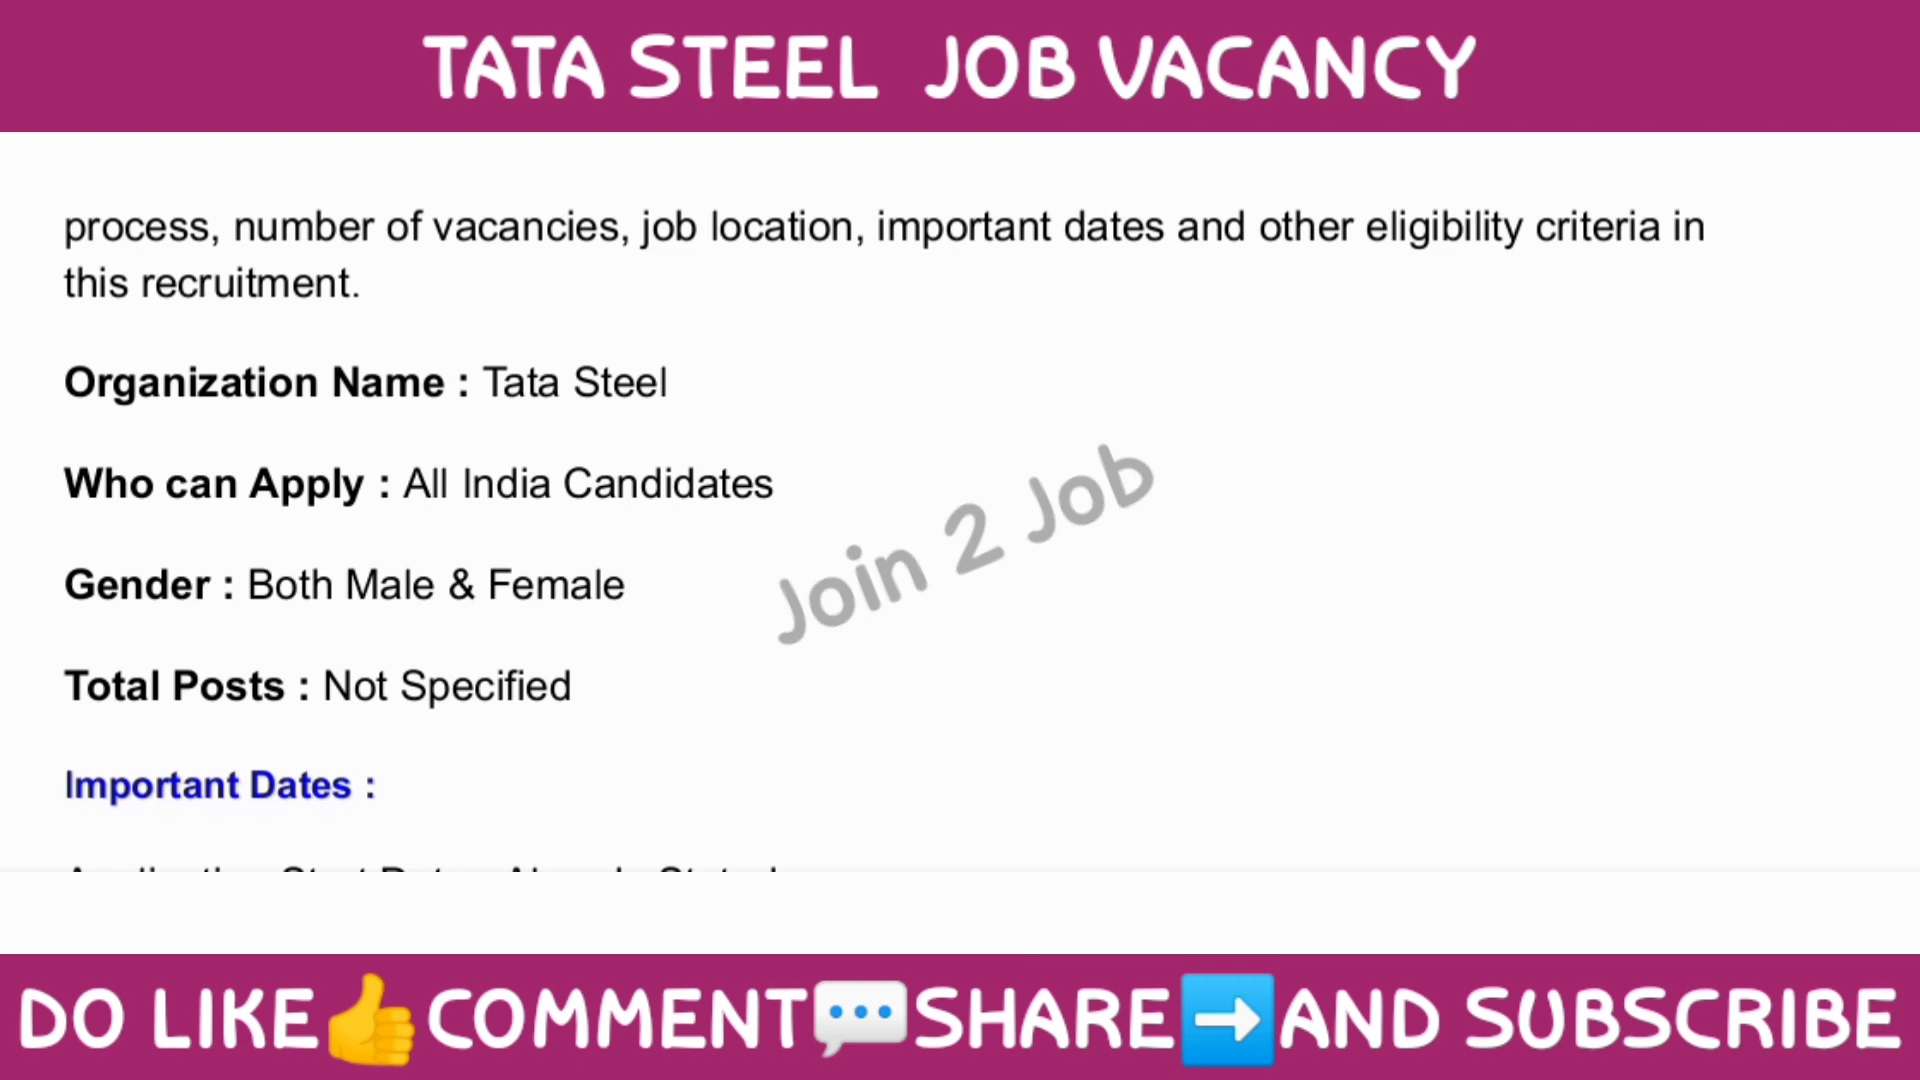 TATA STEEL JOB VACANCY
process, number of vacancies, job location, important dates and other eligibility criteria in
this recruitment.
Organization Name : Tata Steel
Who can Apply : All India Candidates
Join 2 Job
Gender : Both Male & Female
Total Posts : Not Specified
Important Dates :
DO LIKE👍COMMENT💬SHARE➡️AND SUBSCRIBE